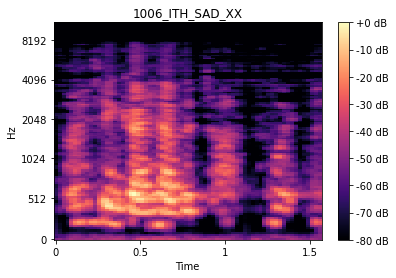 1006_ITH_SAD_XX
+0 dB
8192
-10 dB
4096
-20 dB
-30 dB
2048
-40 dB
Hz
1024
-50 dB
-60 dB
512
-70 dB
0
-80 dB
0
0.5
1
1.5
Time